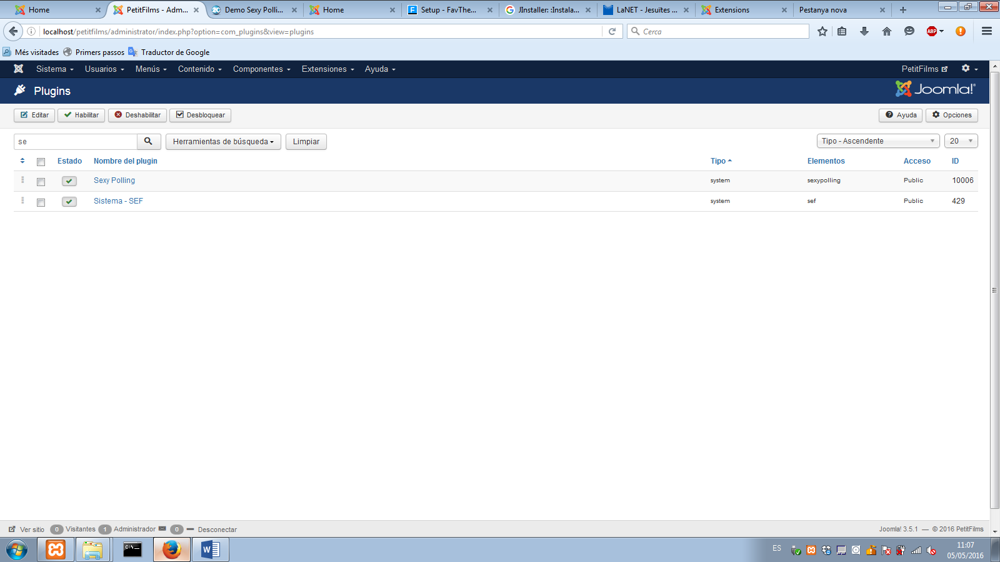 Home
PetitFilms - Adm...
Demo Sexy Polli...
Home
Setup - FavThe...
JInstaller: :Instala...
LaNET - Jesuïtes ...
Extensions
Pestanya nova
localhost/petitfilms/administrator/index.php?option=com_plugins&view=plugins
Cerca
ABP
Més visitades
Primers passos
Traductor de Google
Sistema
Usuarios
Menús
Contenido
Componentes
Extensiones
Ayuda
PetitFilms
Plugins
Joomla!
Editar
Habilitar
Deshabilitar
Desbloquear
Ayuda
Opciones
se
Herramientas de búsqueda
Limpiar
Tipo - Ascendente
20
Estado Nombre del plugin Tipo Elementos Acceso ID
Sexy Polling system sexypolling Public 10006
Sistema - SEF system sef Public 429
Ver sitio 0 Visitantes 1 Administrador 0 Desconectar
Joomla! 3.5.1 — © 2016 PetitFilms
C:\_
ES
11:07
05/05/2016